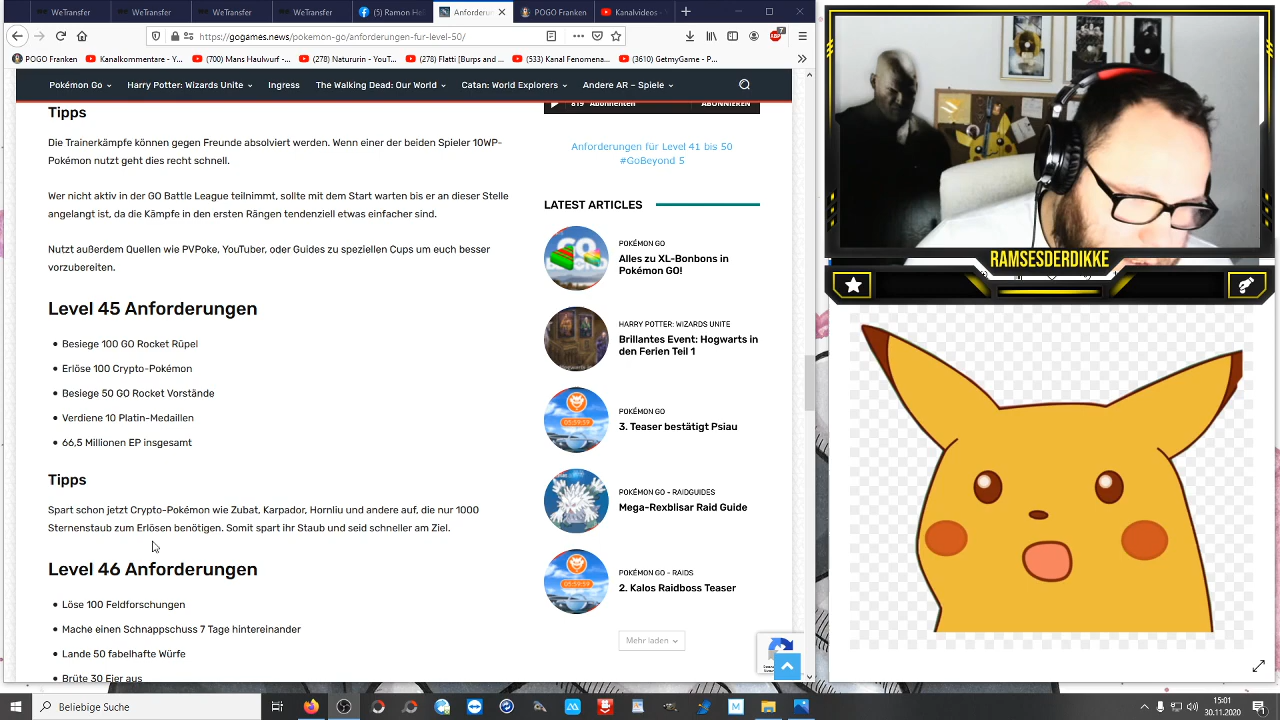 WeTransfer
WeTransfer
WeTransfer
(5) Ramses Hei
Anforderun
POGO Franken
Kanalvideos -
https://gogames.news/pokemon-go/anforderungen-fur-level-50/
POGO Franken
Kanalkommentare - Y...
(700) Mans Haulwurf -...
(278) Natururin - YouT...
(278) Flatti [Burps and ...
(533) Kanal Fenomena...
(3610) GetmyGame - P...
Pokémon Go
Harry Potter: Wizards Unite
Ingress
The Walking Dead: Our World
Catan: World Explorers
Andere AR – Spiele
Tipps
Die Trainerkämpfe können gegen Freunde absolviert werden. Wenn einer der beiden Spieler 10WP-
Pokémon nutzt geht dies recht schnell.
Wer nicht aktiv in der GO Battle League teilnimmt, sollte mit dem Start warten bis er an dieser Stelle
angelangt ist, da die Kämpfe in den ersten Rängen tendenziell etwas einfacher sind.
Nutzt außerdem Quellen wie PVPoke, YouTuber, oder Guides zu speziellen Cups um euch besser
vorzubereiten.
Level 45 Anforderungen
Besiege 100 GO Rocket Rüpel
Erlöse 100 Crypto-Pokémon
Besiege 50 GO Rocket Vorstände
Verdiene 10 Platin-Medaillen
66,5 Millionen EP insgesamt
Tipps
Spart schon jetzt Crypto-Pokémon wie Zubat, Karpador, Hornliu und andere auf, die nur 1000
Sternenstaub zum Erlösen benötigen. Somit spart ihr Staub und seid schneller am Ziel.
Level 46 Anforderungen
Löse 100 Feldforschungen
Mache einen Schnappschuss 7 Tage hintereinander
Lande 50 fabelhafte Würfe
Brüte 30 Eier aus
819 Abonnenten
ABONNIEREN
Anforderungen für Level 41 bis 50
#GoBeyond 5
LATEST ARTICLES
POKÉMON GO
Alles zu XL-Bonbons in
Pokémon GO!
HARRY POTTER: WIZARDS UNITE
Brillantes Event: Hogwarts in
den Ferien Teil 1
POKÉMON GO
3. Teaser bestätigt Psiau
POKÉMON GO - RAIDGUIDES
Mega-Rexblisar Raid Guide
POKÉMON GO - RAIDS
2. Kalos Raidboss Teaser
Mehr laden
RAMSESDERDIKKE
Beliebige Suche
15:01
30.11.2020